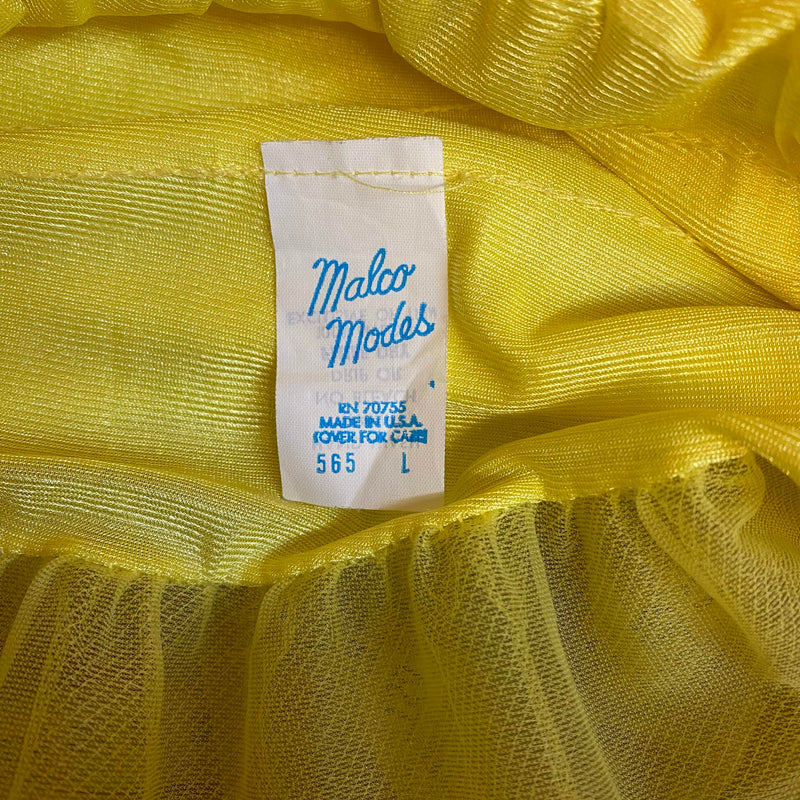 Malco
Modes
RN 70755
MADE IN U.S.A.
(OVER FOR CARE)
565 L